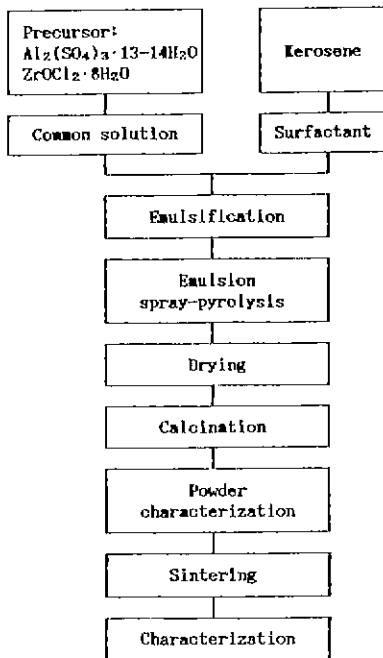 Precursor:
Al₂(SO₄)₃·13-14H₂O
ZrOCl₂·8H₂O
Kerosene
Common solution
Surfactant
Emulsification
Emulsion
spray-pyrolysis
Drying
Calcination
Powder
characterization
Sintering
Characterization